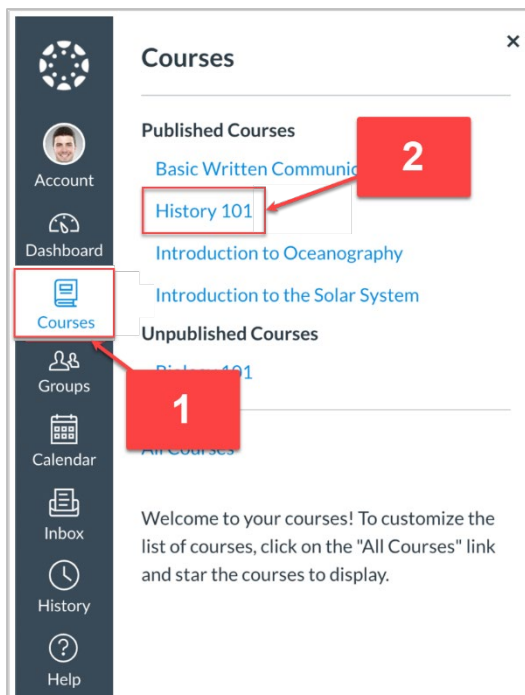 Courses
Account
Dashboard
Courses
Groups
Calendar
Inbox
History
Help
Published Courses
Basic Written
2
History 101
Introduction to Oceanography
Introduction to the Solar System
Unpublished Courses
1
All Courses
Welcome to your courses! To customize the
list of courses, click on the "All Courses" link
and star the courses to display.